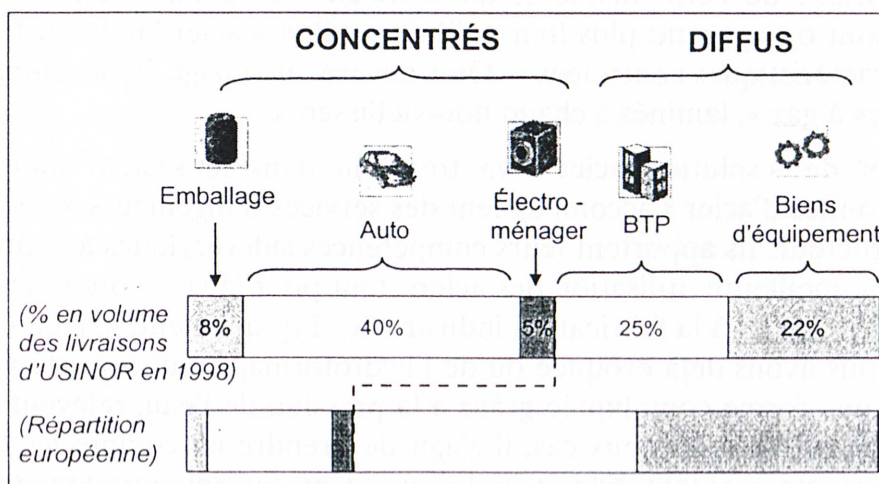 CONCENTRÉS DIFFUS
Emballage
Auto
Électro -
ménager
BTP
Biens
d'équipement
(% en volume
des livraisons
d'USINOR en 1998)
8% 40% 5% 25% 22%
(Répartition
européenne)